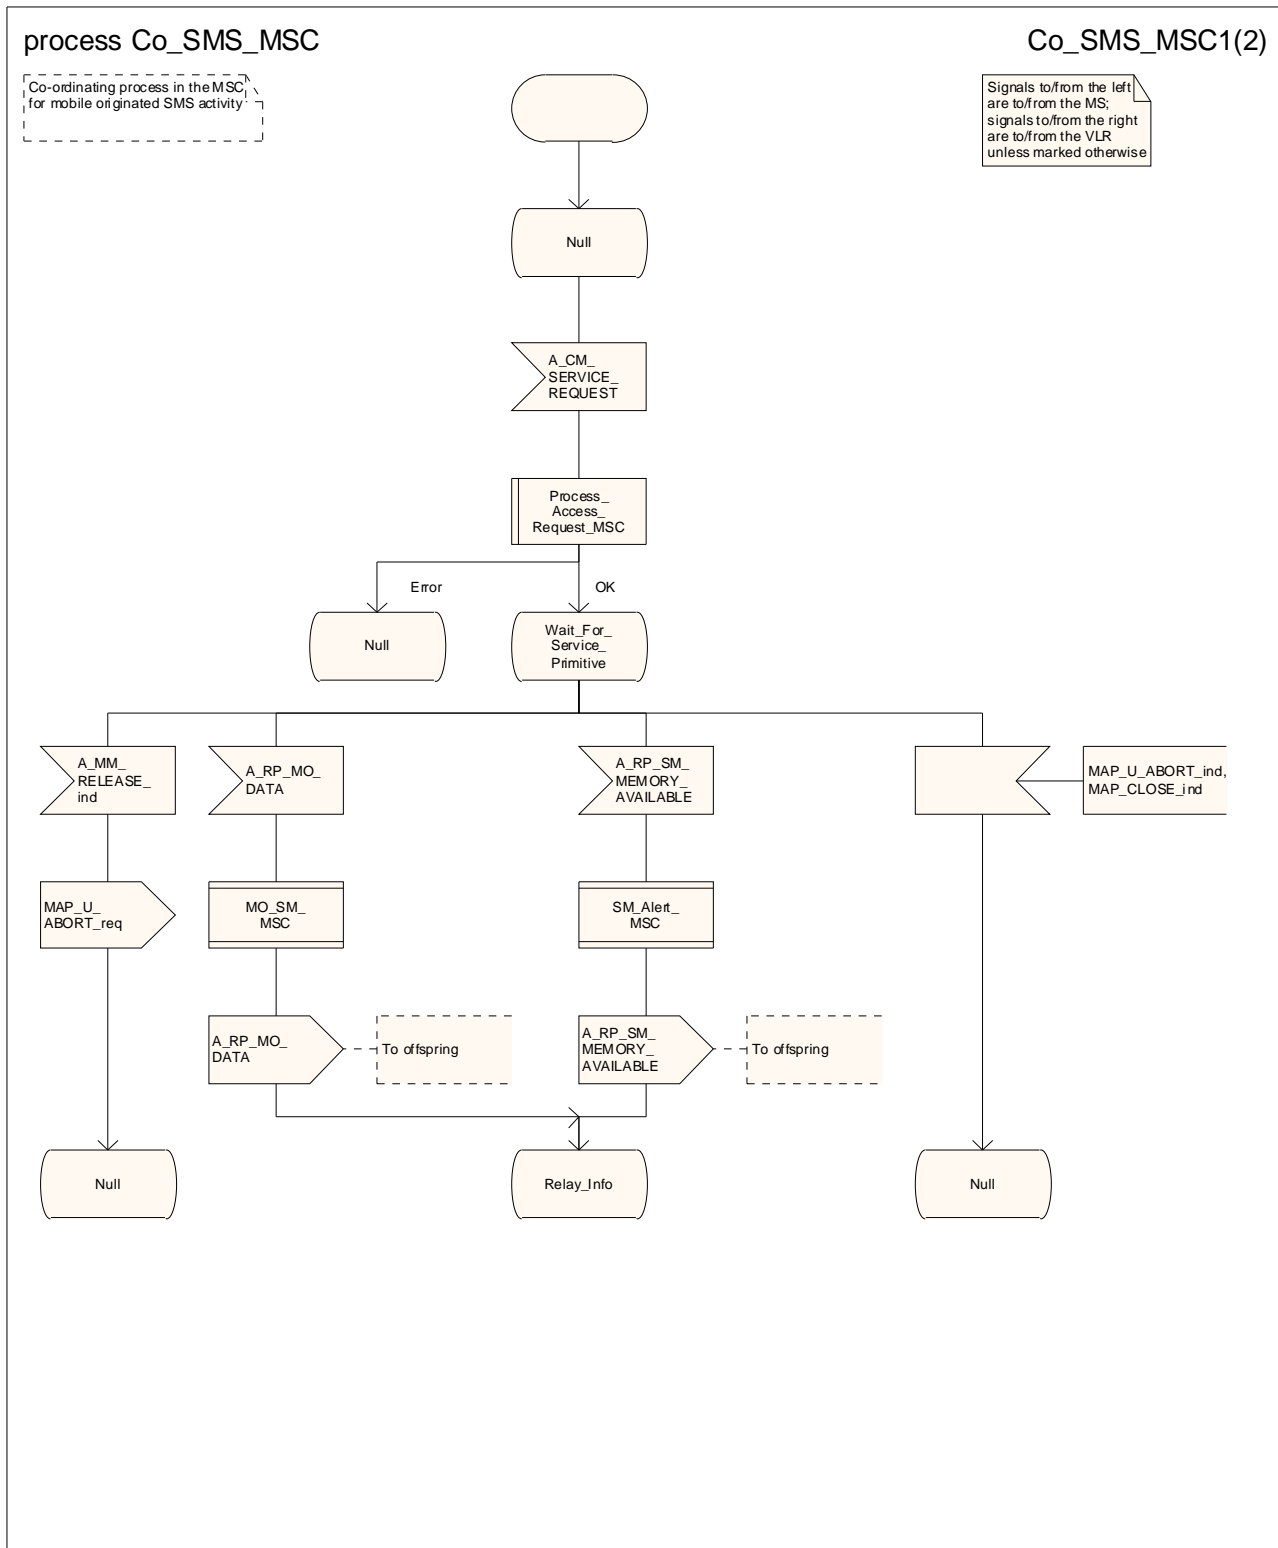 process Co_SMS_MSC
Co_SMS_MSC1(2)
Co-ordinating process in the MSC
for mobile originated SMS activity
Signals to/from the left
are to/from the MS;
signals to/from the right
are to/from the VLR
unless marked otherwise
Null
A_CM_
SERVICE_
REQUEST
Process_
Access_
Request_MSC
Error
OK
Null
Wait_For_
Service_
Primitive
A_MM_
RELEASE_
ind
A_RP_MO_
DATA
A_RP_SM_
MEMORY_
AVAILABLE
MAP_U_ABORT_ind,
MAP_CLOSE_ind
MAP_U_
ABORT_req
MO_SM_
MSC
SM_Alert_
MSC
A_RP_MO_
DATA
To offspring
A_RP_SM_
MEMORY_
AVAILABLE
To offspring
Null
Relay_Info
Null